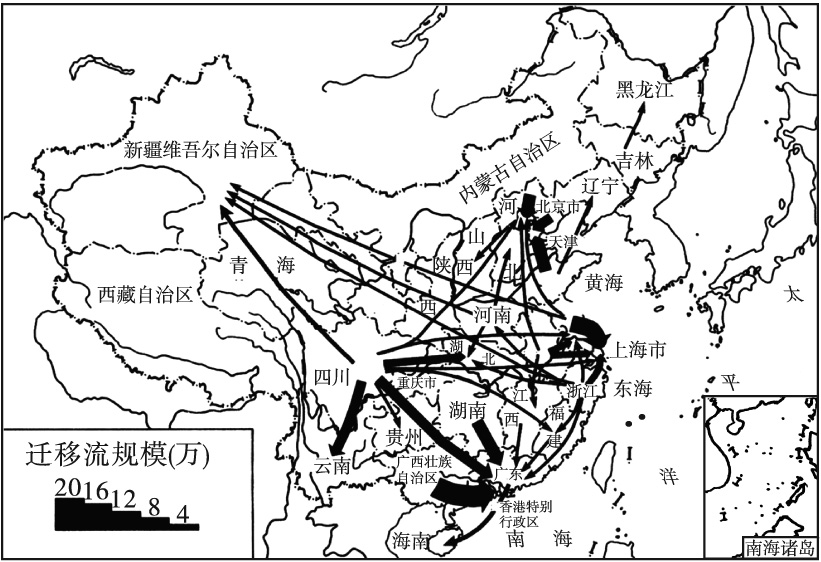 黑龙江
新疆维吾尔自治区
内蒙古自治区
吉林
辽宁
河
北京市
天津
北
山
西
陕
西
青 海
黄海
西藏自治区
河南
太
平
洋
湖
北
上海市
四川
重庆市
浙江
东海
江
西
福
建
湖南
贵州
云南
广西壮族
自治区
广东
香港特别
行政区
海南
南 海
迁移流规模(万)
20 16 12 8 4
南海诸岛